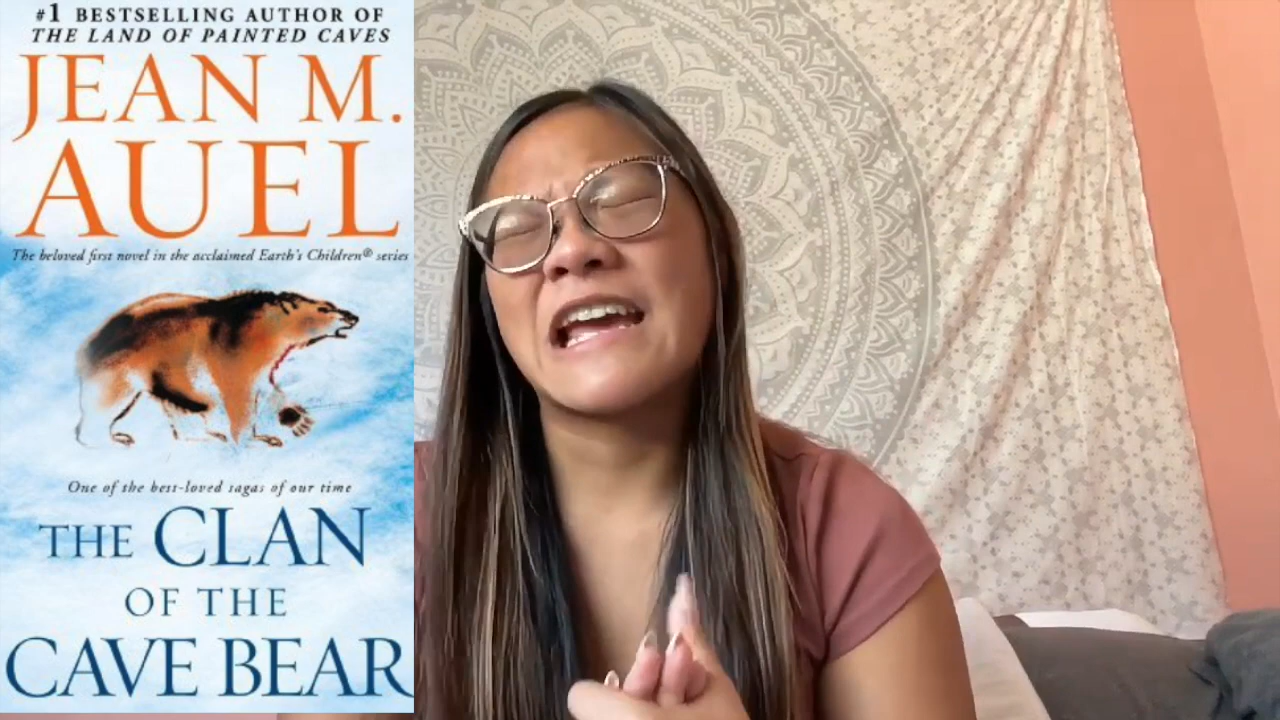 #1 BESTSELLING AUTHOR OF
THE LAND OF PAINTED CAVES
JEAN M.
AUEL
The beloved first novel in the acclaimed Earth's Children® series
One of the best-loved sagas of our time
THE CLAN
OF THE
CAVE BEAR